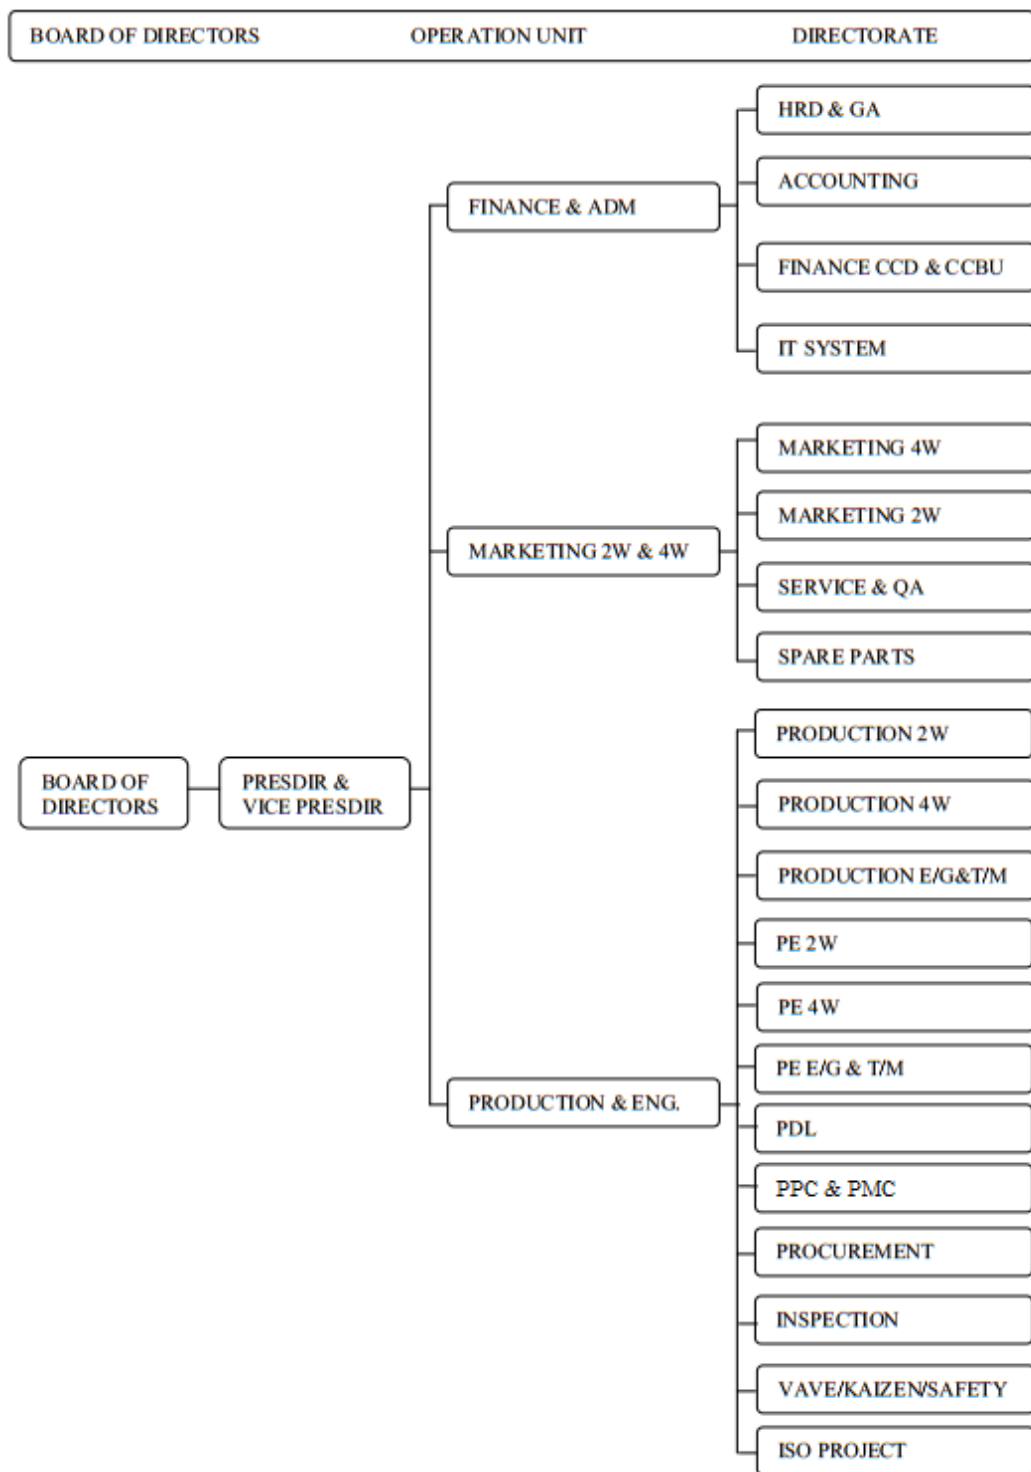 BOARD OF DIRECTORS OPERATION UNIT DIRECTORATE
HRD & GA
ACCOUNTING
FINANCE & ADM
FINANCE CCD & CCBU
IT SYSTEM
MARKETING 4W
MARKETING 2W
MARKETING 2W & 4W
SERVICE & QA
SPARE PARTS
BOARD OF
DIRECTORS
PRESDIR &
VICE PRESDIR
PRODUCTION 2W
PRODUCTION 4W
PRODUCTION E/G&T/M
PE 2W
PE 4W
PE E/G & T/M
PRODUCTION & ENG.
PDL
PPC & PMC
PROCUREMENT
INSPECTION
VAVE/KAIZEN/SAFETY
ISO PROJECT